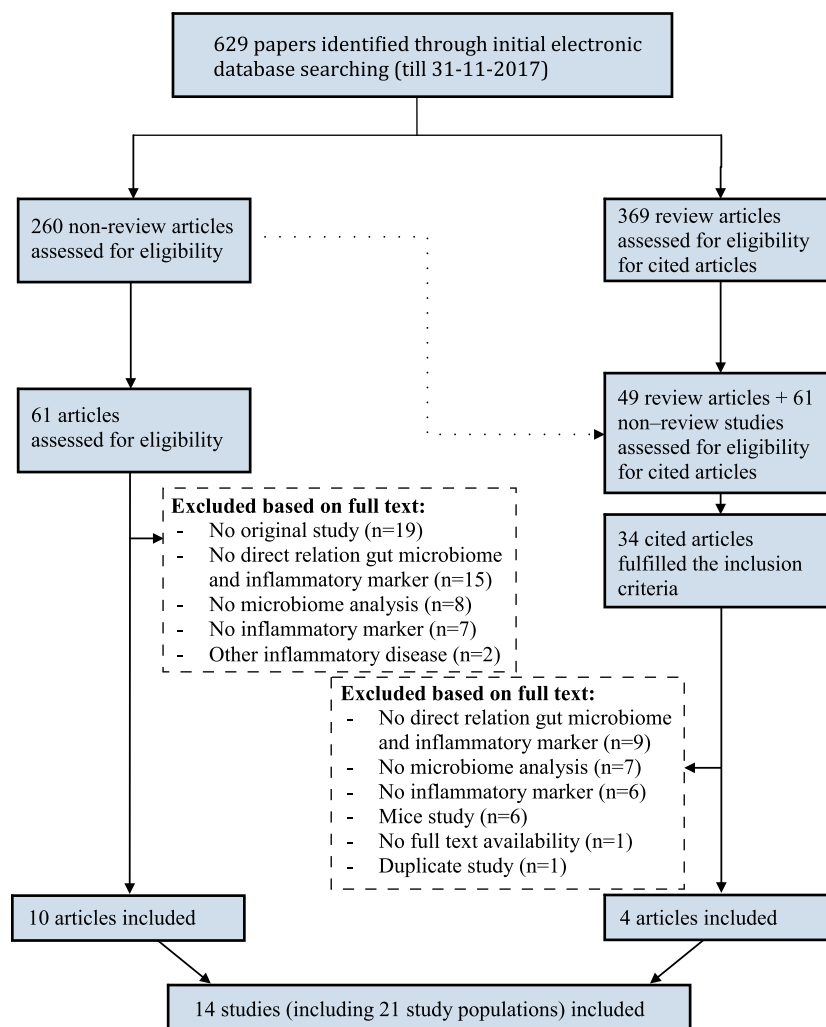 629 papers identified through initial electronic
database searching (till 31-11-2017)
260 non-review articles
assessed for eligibility
369 review articles
assessed for eligibility
for cited articles
61 articles
assessed for eligibility
49 review articles + 61
non–review studies
assessed for eligibility
for cited articles
Excluded based on full text:
- No original study (n=19)
- No direct relation gut microbiome
and inflammatory marker (n=15)
- No microbiome analysis (n=8)
- No inflammatory marker (n=7)
- Other inflammatory disease (n=2)
34 cited articles
fulfilled the inclusion
criteria
Excluded based on full text:
- No direct relation gut microbiome
and inflammatory marker (n=9)
- No microbiome analysis (n=7)
- No inflammatory marker (n=6)
- Mice study (n=6)
- No full text availability (n=1)
- Duplicate study (n=1)
10 articles included
4 articles included
14 studies (including 21 study populations) included